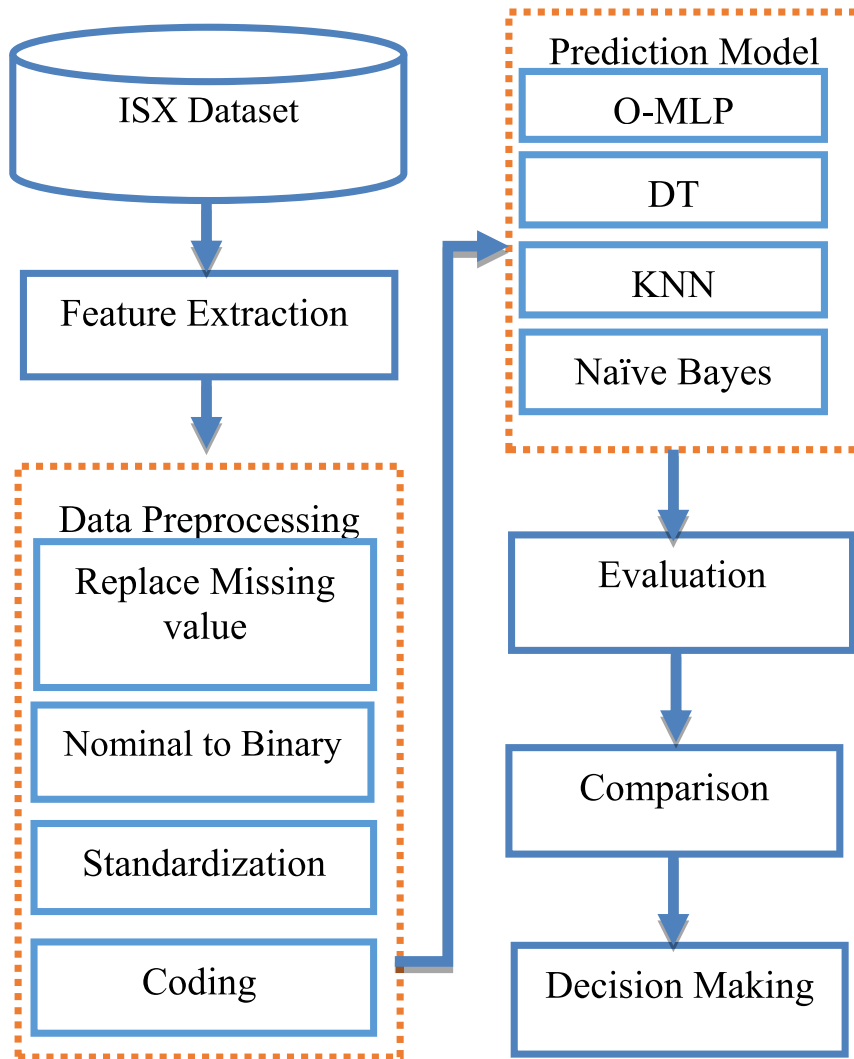 ISX Dataset
Feature Extraction
Data Preprocessing
Replace Missing
value
Nominal to Binary
Standardization
Coding
Prediction Model
O-MLP
DT
KNN
Naïve Bayes
Evaluation
Comparison
Decision Making